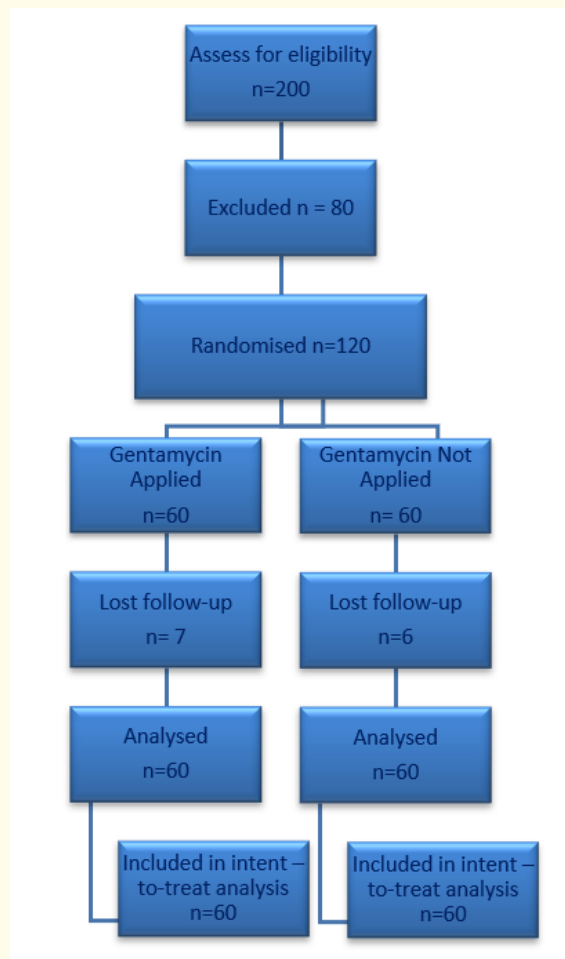 Assess for eligibility
n=200
Excluded n = 80
Randomised n=120
Gentamycin
Applied
n=60
Gentamycin Not
Applied
n= 60
Lost follow-up
n= 7
Lost follow-up
n=6
Analysed
n=60
Analysed
n=60
Included in intent –
to-treat analysis
n=60
Included in intent –
to-treat analysis
n=60